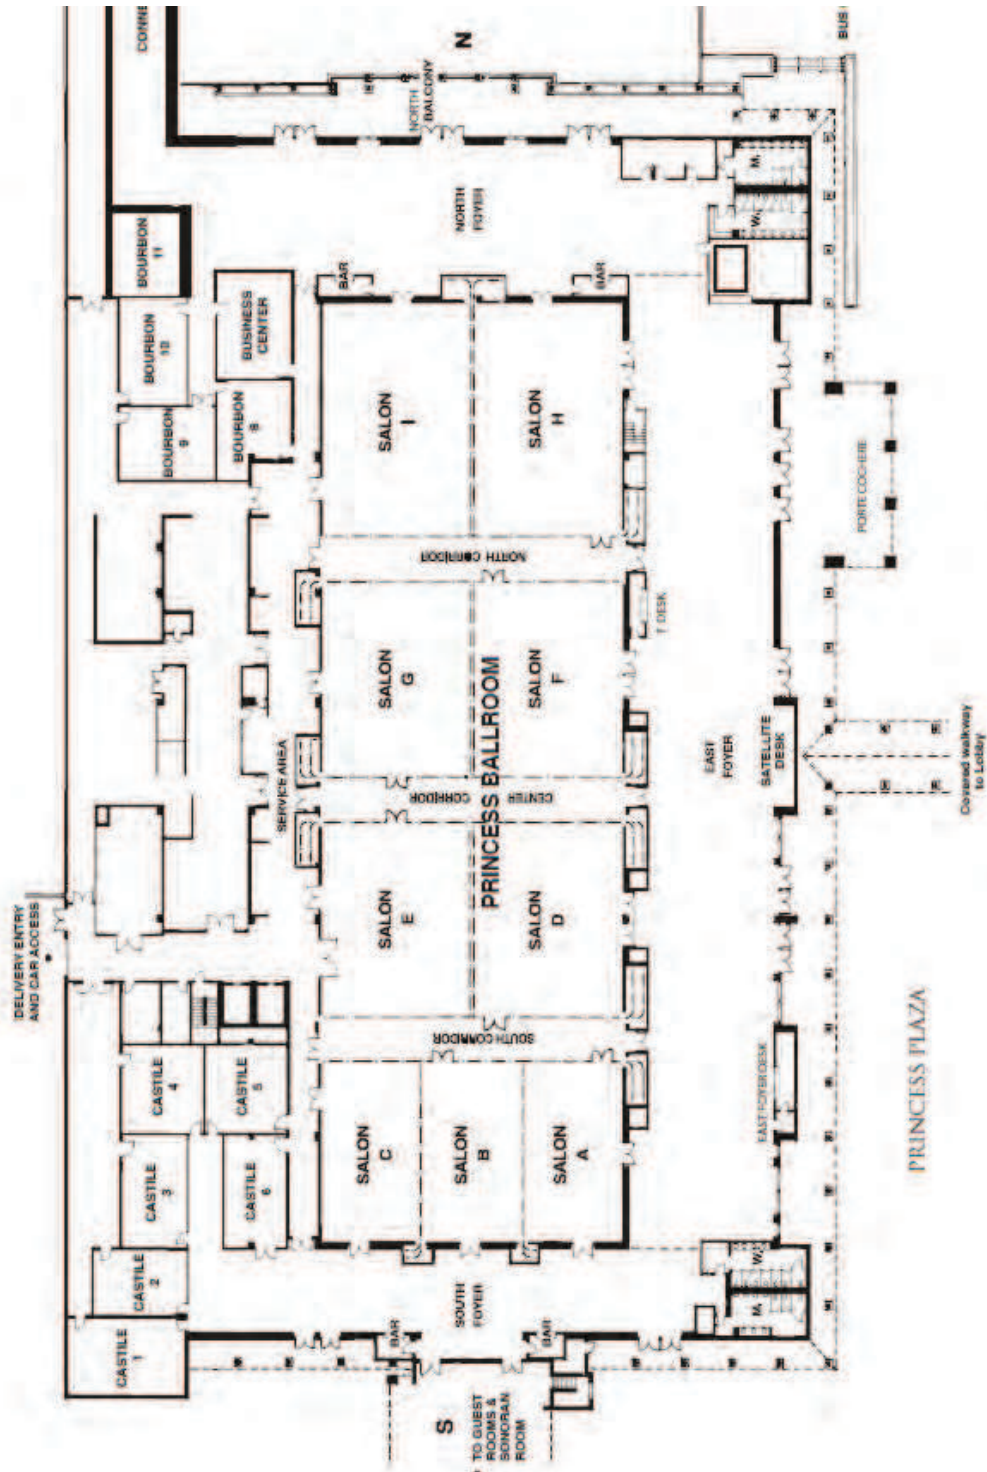 CONNE
N
BUS
NORTH
BALCONY
M.
W.
NORTH
FOYER
BOURBON
11
BAR
BAR
BUSINESS
CENTER
BOURBON
10
BOURBON
9
BOURBON
8
SALON
I
SALON
H
PORTE COCHERE
NORTH CORRIDOR
T DESK
SALON
G
SALON
F
PRINCESS BALLROOM
EAST
FOYER
SATELLITE
DESK
SERVICE AREA
CENTER
CORRIDOR
Covered walkway
to Lobby
SALON
E
SALON
D
DELIVERY ENTRY
AND CAR ACCESS
SOUTH CORRIDOR
CASTILE
4
CASTILE
5
EAST FOYER DESK
PRINCESS PLAZA
CASTILE
3
CASTILE
6
SALON
C
SALON
B
SALON
A
CASTILE
2
W.
M.
SOUTH
FOYER
BAR
BAR
CASTILE
1
S
TO GUEST
ROOMS &
SONORAN
ROOM